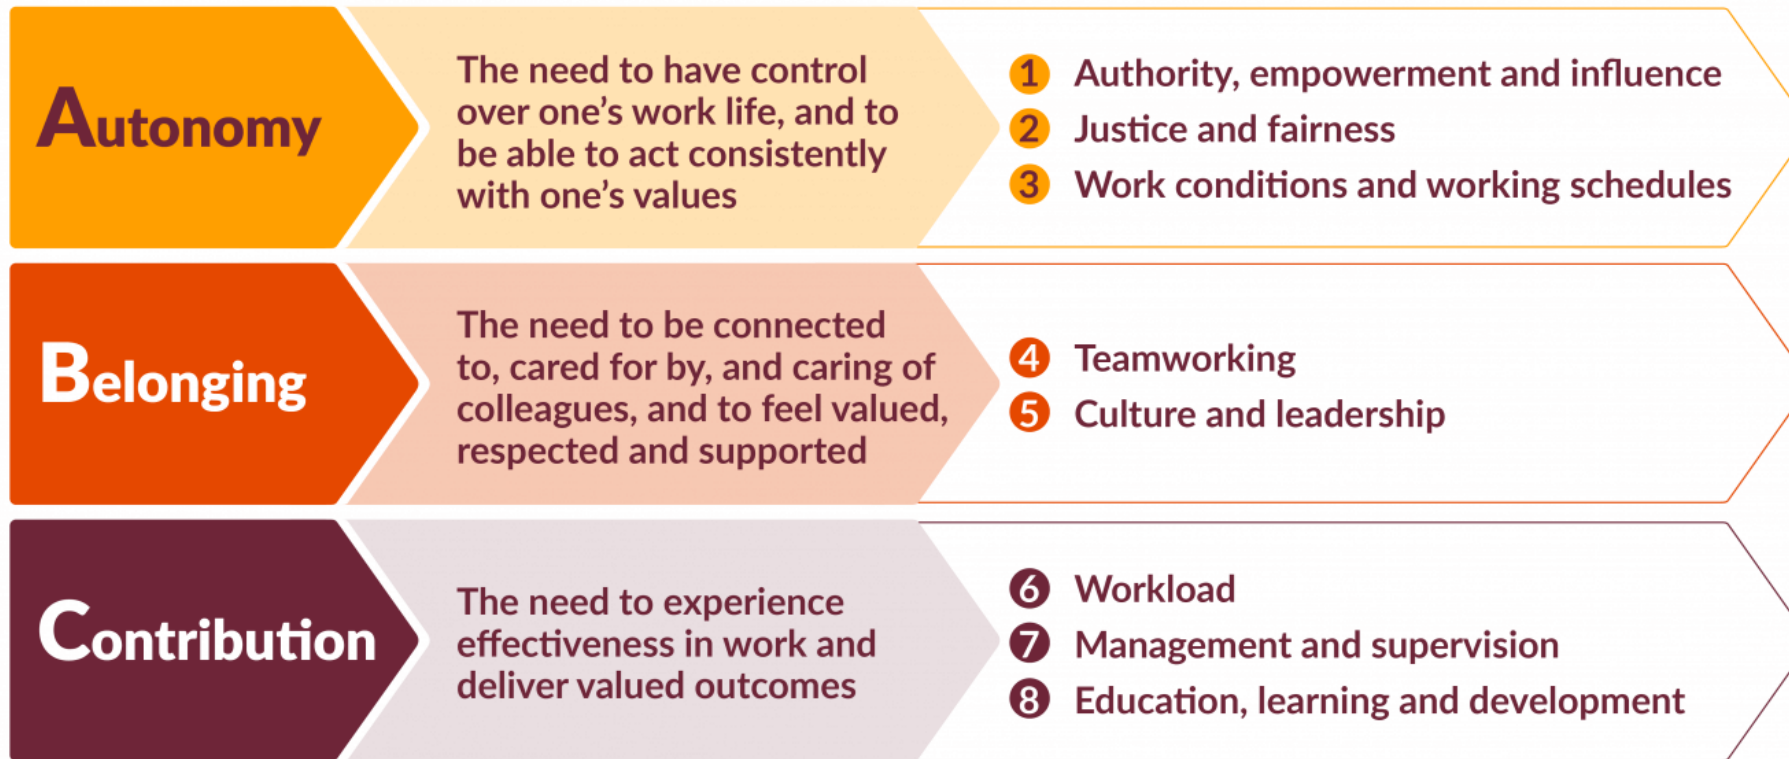 Autonomy
The need to have control
over one's work life, and to
be able to act consistently
with one's values
1 Authority, empowerment and influence
2 Justice and fairness
3 Work conditions and working schedules
Belonging
The need to be connected
to, cared for by, and caring of
colleagues, and to feel valued,
respected and supported
4 Teamworking
5 Culture and leadership
Contribution
The need to experience
effectiveness in work and
deliver valued outcomes
6 Workload
7 Management and supervision
8 Education, learning and development